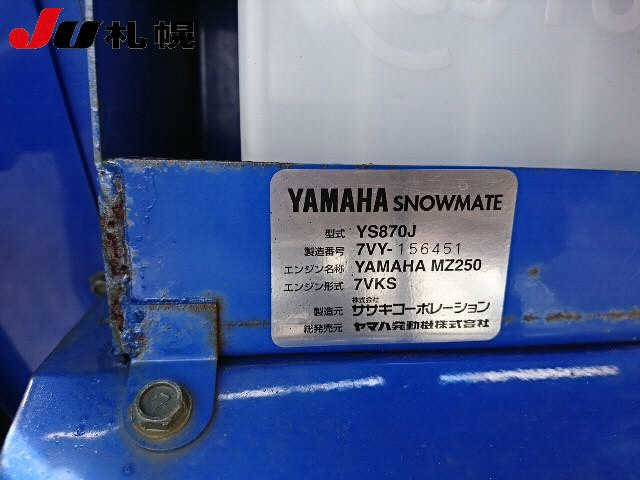 JU札幌
YAMAHA SNOWMATE
型式 YS870J
製造番号 7VY-156451
エンジン名称 YAMAHA MZ250
エンジン形式 7VKS
製造元 株式会社ササキコーポレーション
総発売元 ヤマハ発動機株式会社